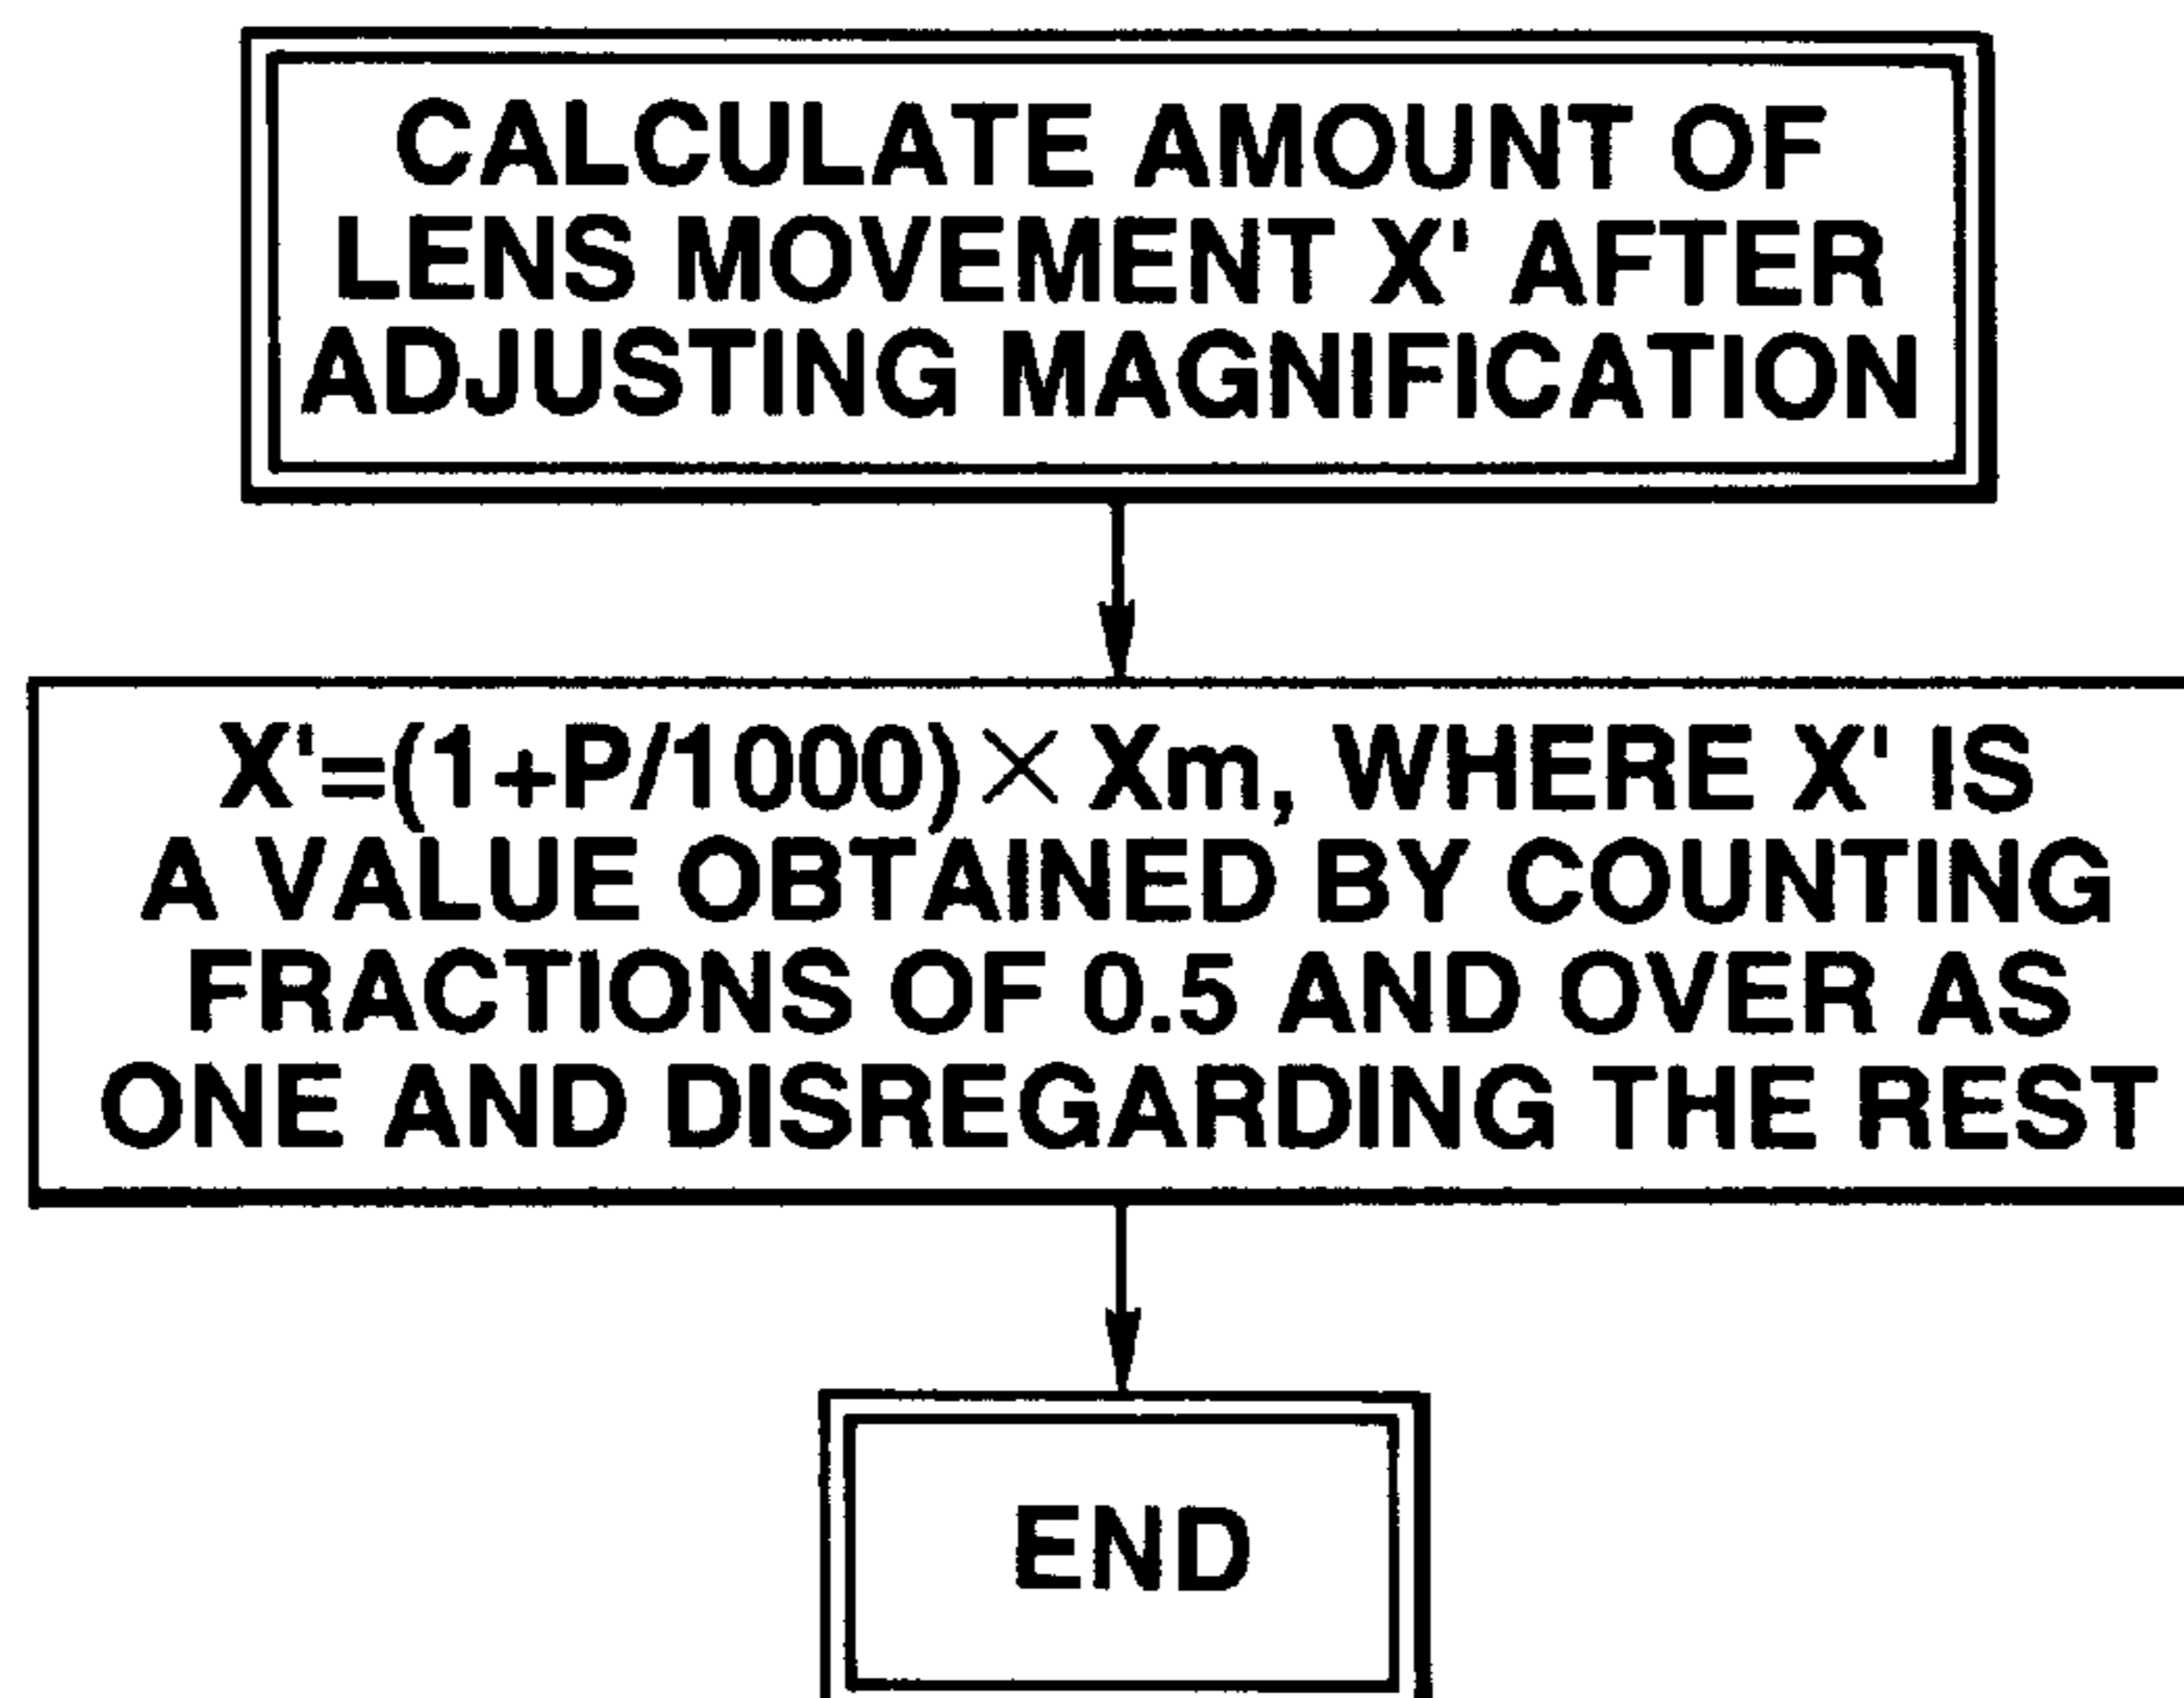 CALCULATE AMOUNT OF
LENS MOVEMENT X' AFTER
ADJUSTING MAGNIFICATION
X'=(1+P/1000)× Xm, WHERE X' IS
A VALUE OBTAINED BY COUNTING
FRACTIONS OF 0.5 AND OVER AS
ONE AND DISREGARDING THE REST
END